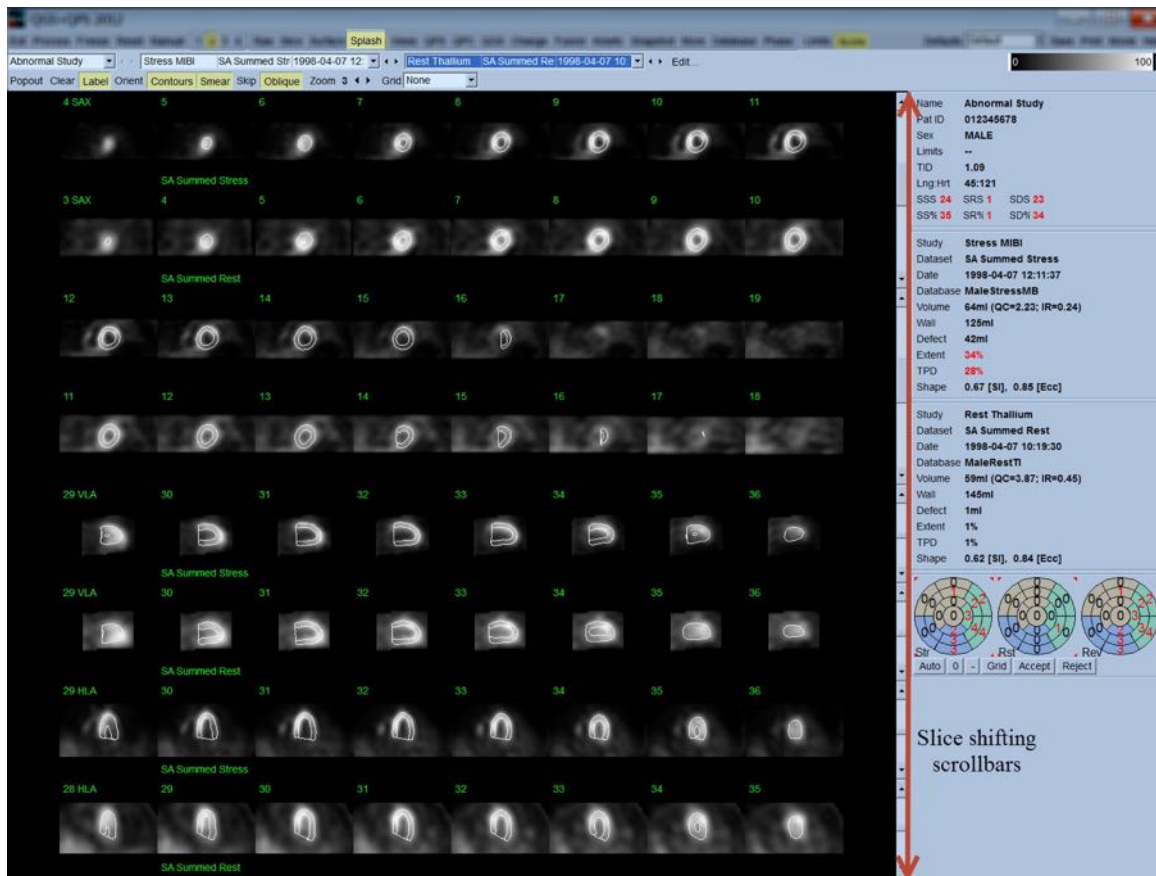 QGS+QPS 2012
Splash
Abnormal Study Stress MIBI SA Summed Str 1998-04-07 12: Rest Thallium SA Summed Re 1998-04-07 10: Edit...
0 100
Popout Clear Label Orient Contours Smear Skip Oblique Zoom 3 Grid None
4 SAX 5 6 7 8 9 10 11
SA Summed Stress
3 SAX 4 5 6 7 8 9 10
SA Summed Rest
12 13 14 15 16 17 18 19
11 12 13 14 15 16 17 18
29 VLA 30 31 32 33 34 35 36
SA Summed Stress
29 VLA 30 31 32 33 34 35 36
SA Summed Rest
29 HLA 30 31 32 33 34 35 36
SA Summed Stress
28 HLA 29 30 31 32 33 34 35
SA Summed Rest
Name Abnormal Study
Pat ID 012345678
Sex MALE
Limits --
TID 1.09
Lng:Hrt 45:121
SSS 24 SRS 1 SDS 23
SS% 35 SR% 1 SD% 34
Study Stress MIBI
Dataset SA Summed Stress
Date 1998-04-07 12:11:37
Database MaleStressMB
Volume 64ml (QC=2.23; IR=0.24)
Wall 125ml
Defect 42ml
Extent 34%
TPD 28%
Shape 0.67 [SI], 0.85 [Ecc]
Study Rest Thallium
Dataset SA Summed Rest
Date 1998-04-07 10:19:30
Database MaleRestTl
Volume 59ml (QC=3.87; IR=0.45)
Wall 145ml
Defect 1ml
Extent 1%
TPD 1%
Shape 0.62 [SI], 0.84 [Ecc]
Str Rst Rev
Auto 0 - Grid Accept Reject
Slice shifting
scrollbars